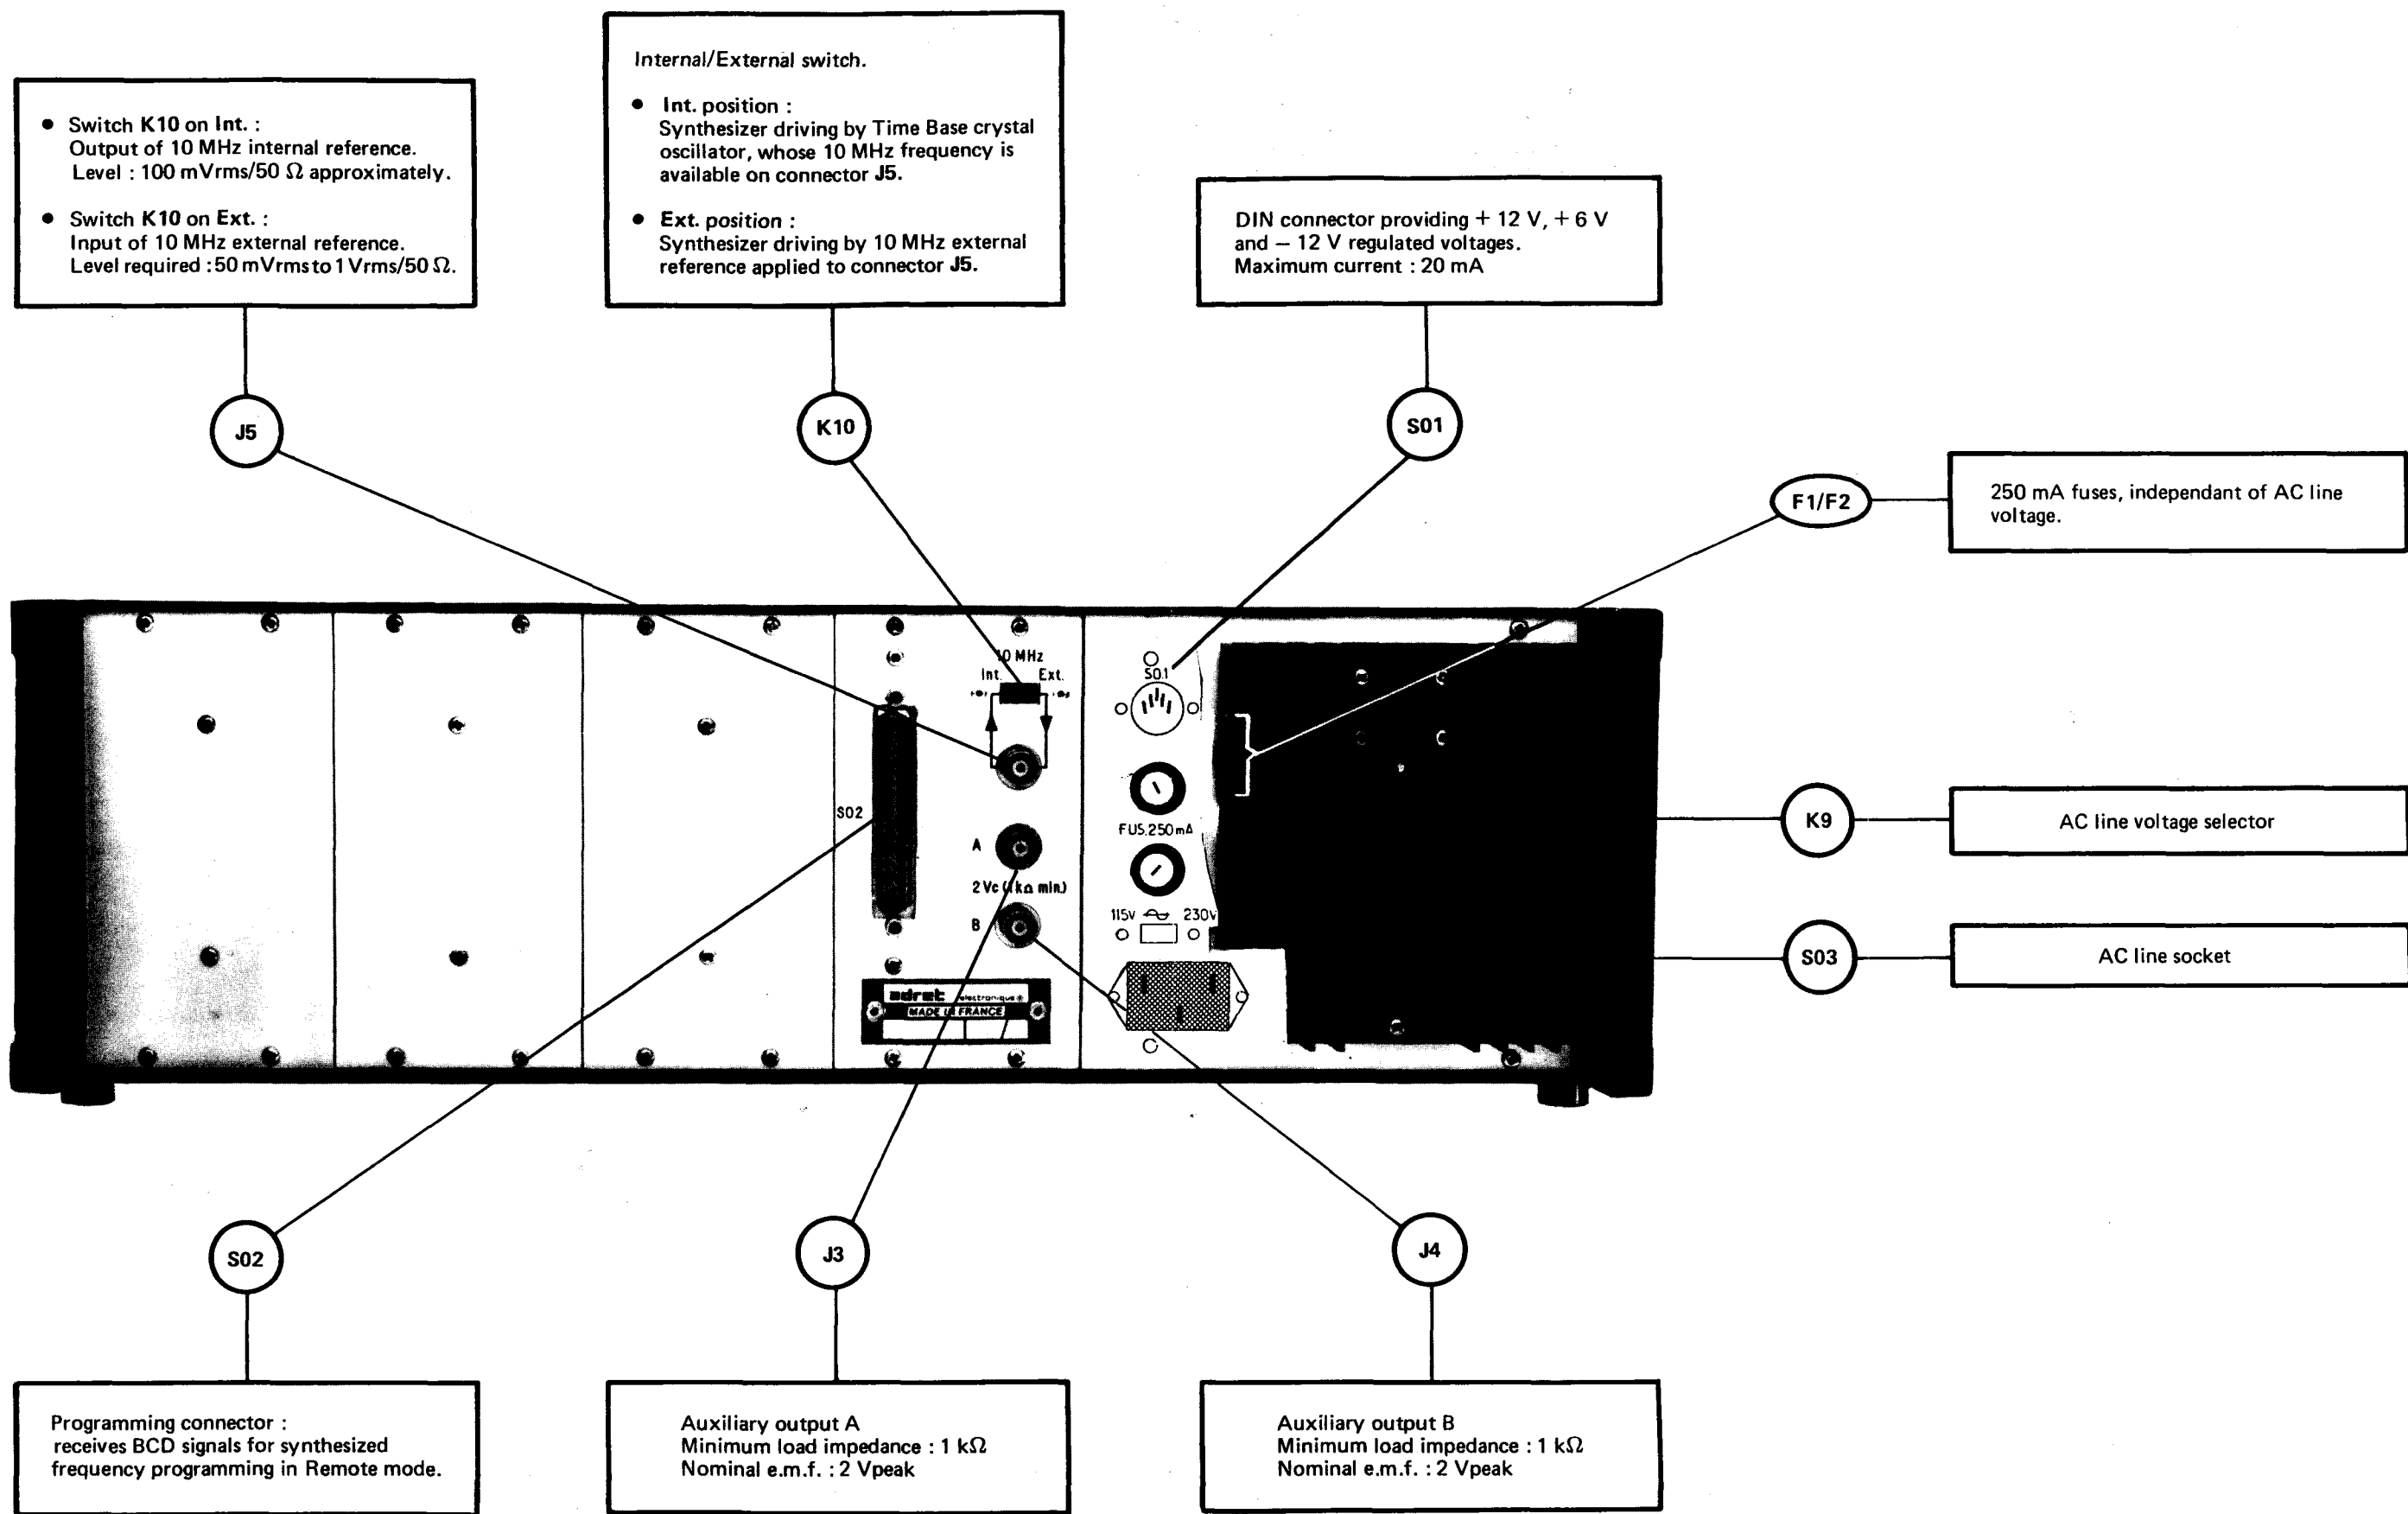 Internal/External switch.
● Int. position :
Synthesizer driving by Time Base crystal
oscillator, whose 10 MHz frequency is
available on connector J5.
● Ext. position :
Synthesizer driving by 10 MHz external
reference applied to connector J5.
● Switch K10 on Int. :
Output of 10 MHz internal reference.
Level : 100 mVrms/50 Ω approximately.
● Switch K10 on Ext. :
Input of 10 MHz external reference.
Level required : 50 mVrms to 1 Vrms/50 Ω.
DIN connector providing + 12 V, + 6 V
and − 12 V regulated voltages.
Maximum current : 20 mA
J5
K10
S01
F1/F2
250 mA fuses, independant of AC line
voltage.
10 MHz
Int. Ext.
S01
S02
FUS.250mA
A
2Vc (1kΩ min.)
B
115v 230v
adret electronique
MADE IN FRANCE
K9
AC line voltage selector
S03
AC line socket
S02
J3
J4
Programming connector :
receives BCD signals for synthesized
frequency programming in Remote mode.
Auxiliary output A
Minimum load impedance : 1 kΩ
Nominal e.m.f. : 2 Vpeak
Auxiliary output B
Minimum load impedance : 1 kΩ
Nominal e.m.f. : 2 Vpeak